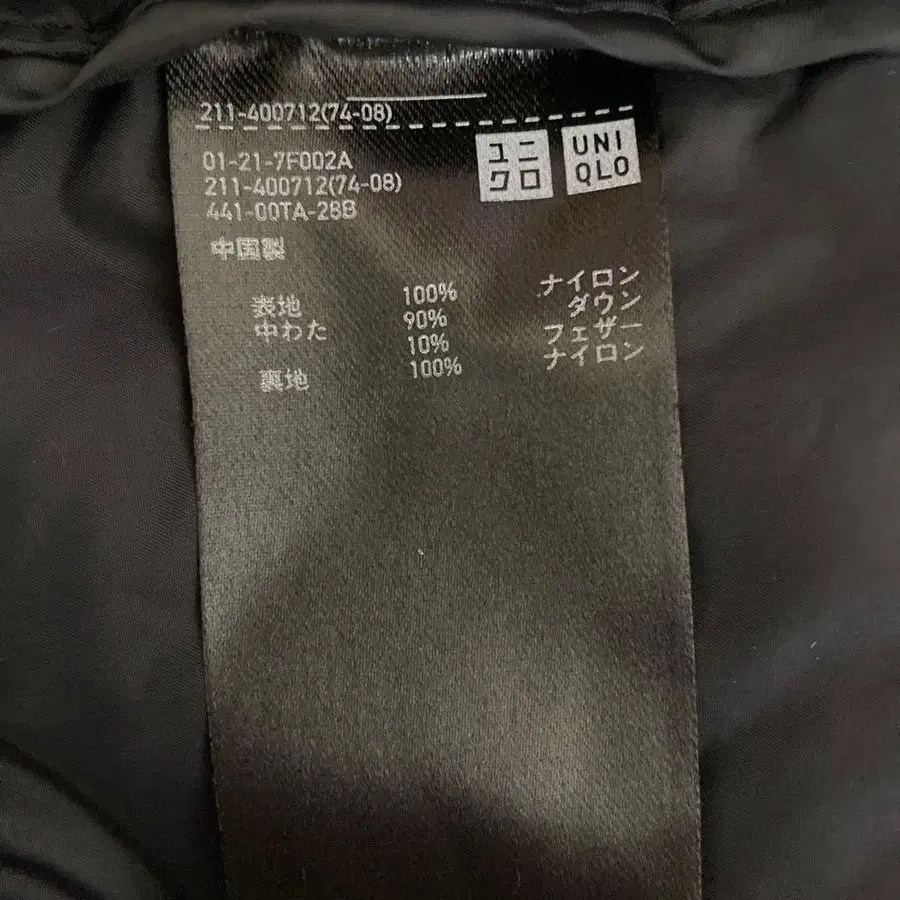 211-400712(74-08)
ユニ
クロ
UNI
QLO
01-21-7F002A
211-400712(74-08)
441-00TA-28B
中国製
表地 100% ナイロン
中わた 90% ダウン
10% フェザー
裏地 100% ナイロン